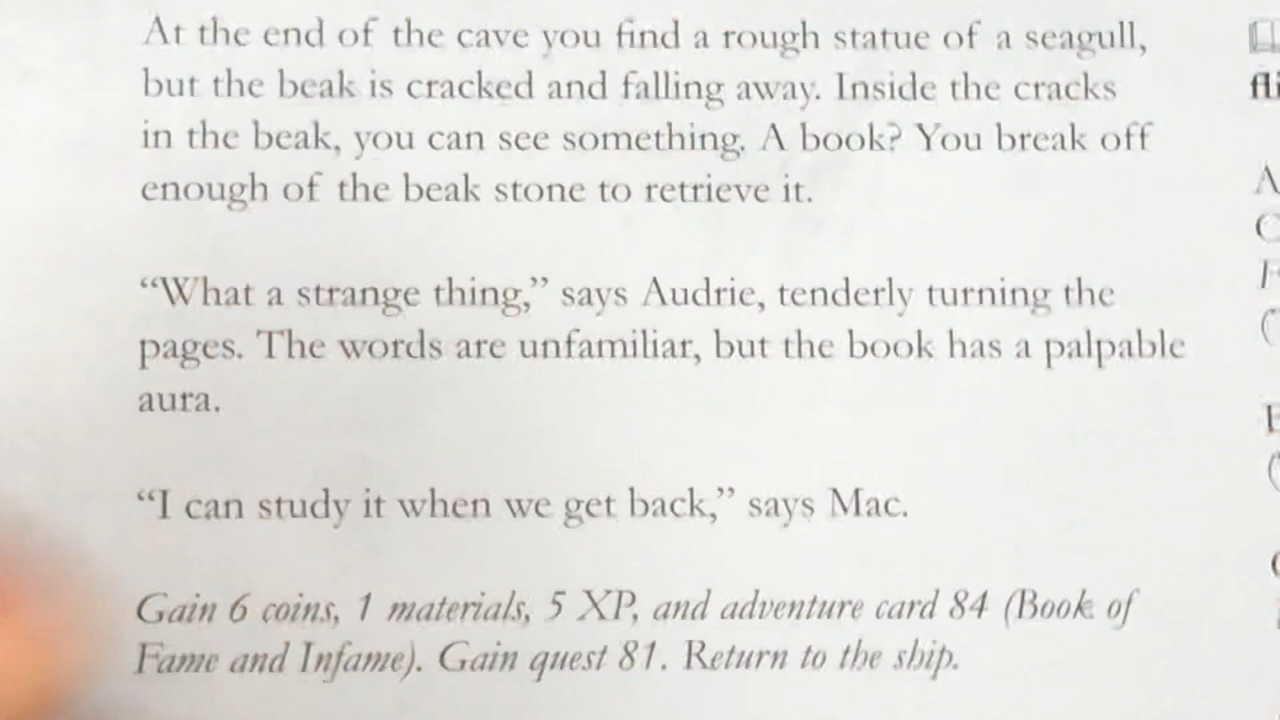 At the end of the cave you find a rough statue of a seagull,
but the beak is cracked and falling away. Inside the cracks
in the beak, you can see something. A book? You break off
enough of the beak stone to retrieve it.
“What a strange thing,” says Audrie, tenderly turning the
pages. The words are unfamiliar, but the book has a palpable
aura.
“I can study it when we get back,” says Mac.
Gain 6 coins, 1 materials, 5 XP, and adventure card 84 (Book of
Fame and Infame). Gain quest 81. Return to the ship.